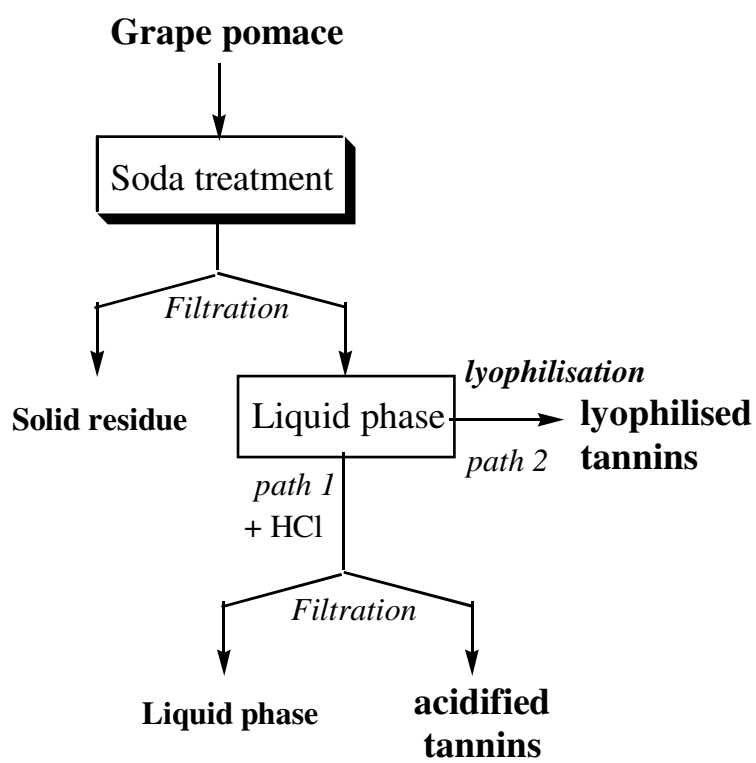 Grape pomace
Soda treatment
Filtration
Solid residue
Liquid phase
lyophilisation
path 2
lyophilised
tannins
path 1
+ HCl
Filtration
Liquid phase
acidified
tannins